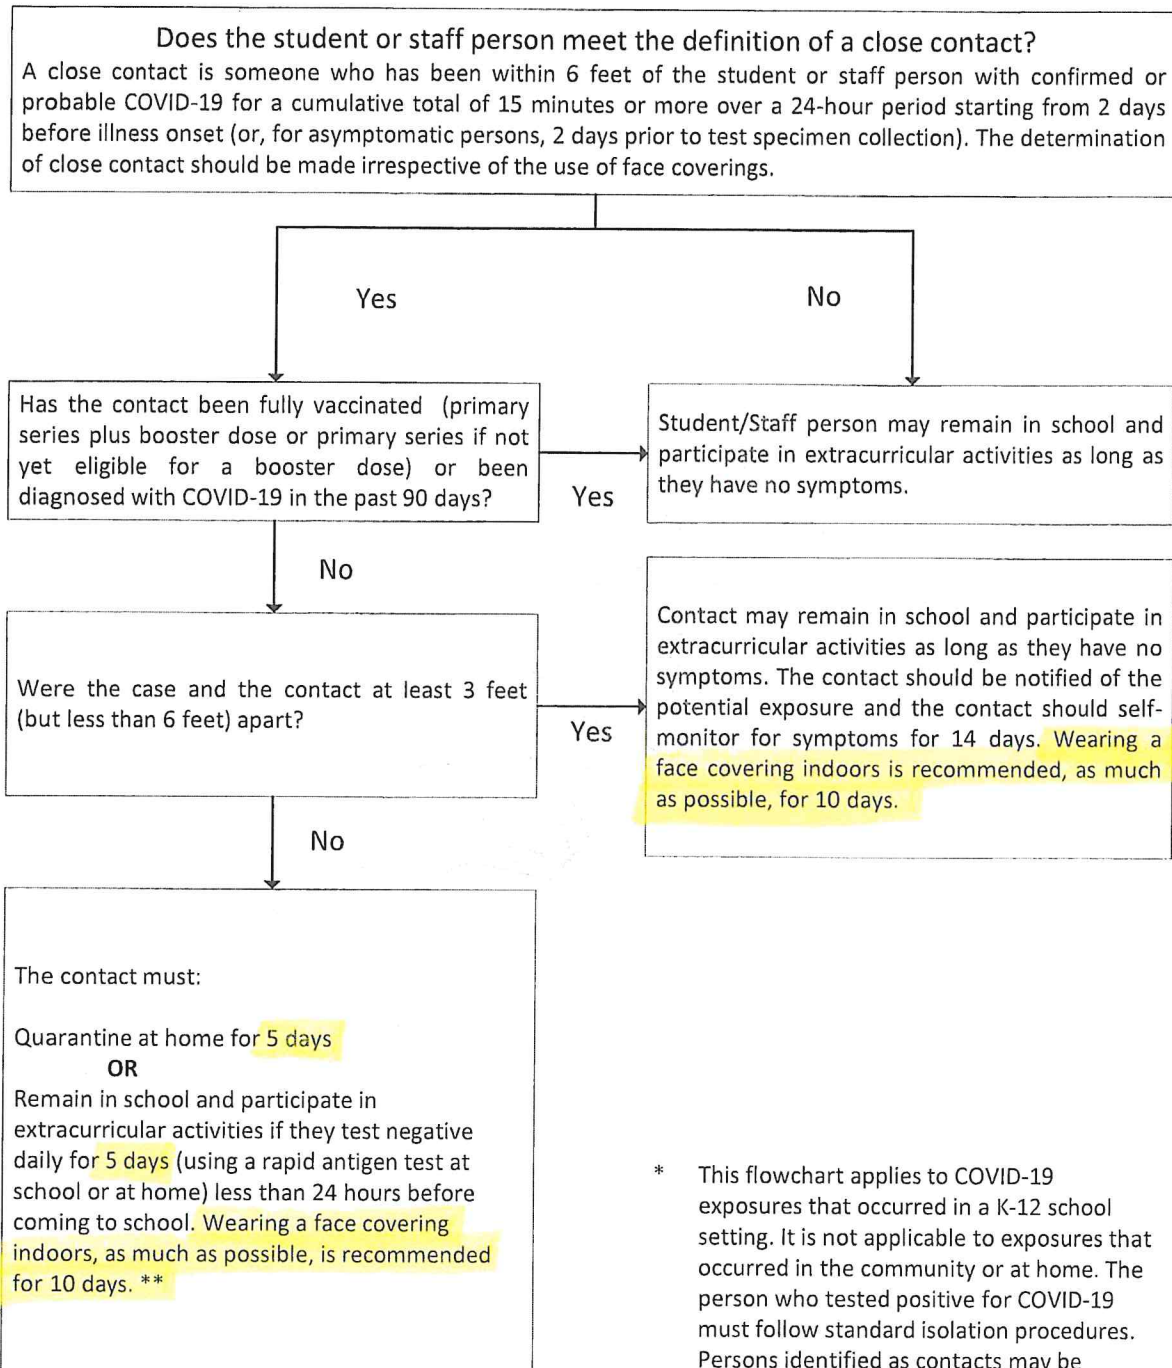 Does the student or staff person meet the definition of a close contact?
A close contact is someone who has been within 6 feet of the student or staff person with confirmed or
probable COVID-19 for a cumulative total of 15 minutes or more over a 24-hour period starting from 2 days
before illness onset (or, for asymptomatic persons, 2 days prior to test specimen collection). The determination
of close contact should be made irrespective of the use of face coverings.
Yes
No
Has the contact been fully vaccinated (primary
series plus booster dose or primary series if not
yet eligible for a booster dose) or been
diagnosed with COVID-19 in the past 90 days?
Yes
Student/Staff person may remain in school and
participate in extracurricular activities as long as
they have no symptoms.
No
Were the case and the contact at least 3 feet
(but less than 6 feet) apart?
Yes
Contact may remain in school and participate in
extracurricular activities as long as they have no
symptoms. The contact should be notified of the
potential exposure and the contact should self-
monitor for symptoms for 14 days. Wearing a
face covering indoors is recommended, as much
as possible, for 10 days.
No
The contact must:
Quarantine at home for 5 days
OR
Remain in school and participate in
extracurricular activities if they test negative
daily for 5 days (using a rapid antigen test at
school or at home) less than 24 hours before
coming to school. Wearing a face covering
indoors, as much as possible, is recommended
for 10 days. **
* This flowchart applies to COVID-19
exposures that occurred in a K-12 school
setting. It is not applicable to exposures that
occurred in the community or at home. The
person who tested positive for COVID-19
must follow standard isolation procedures.
Persons identified as contacts may be